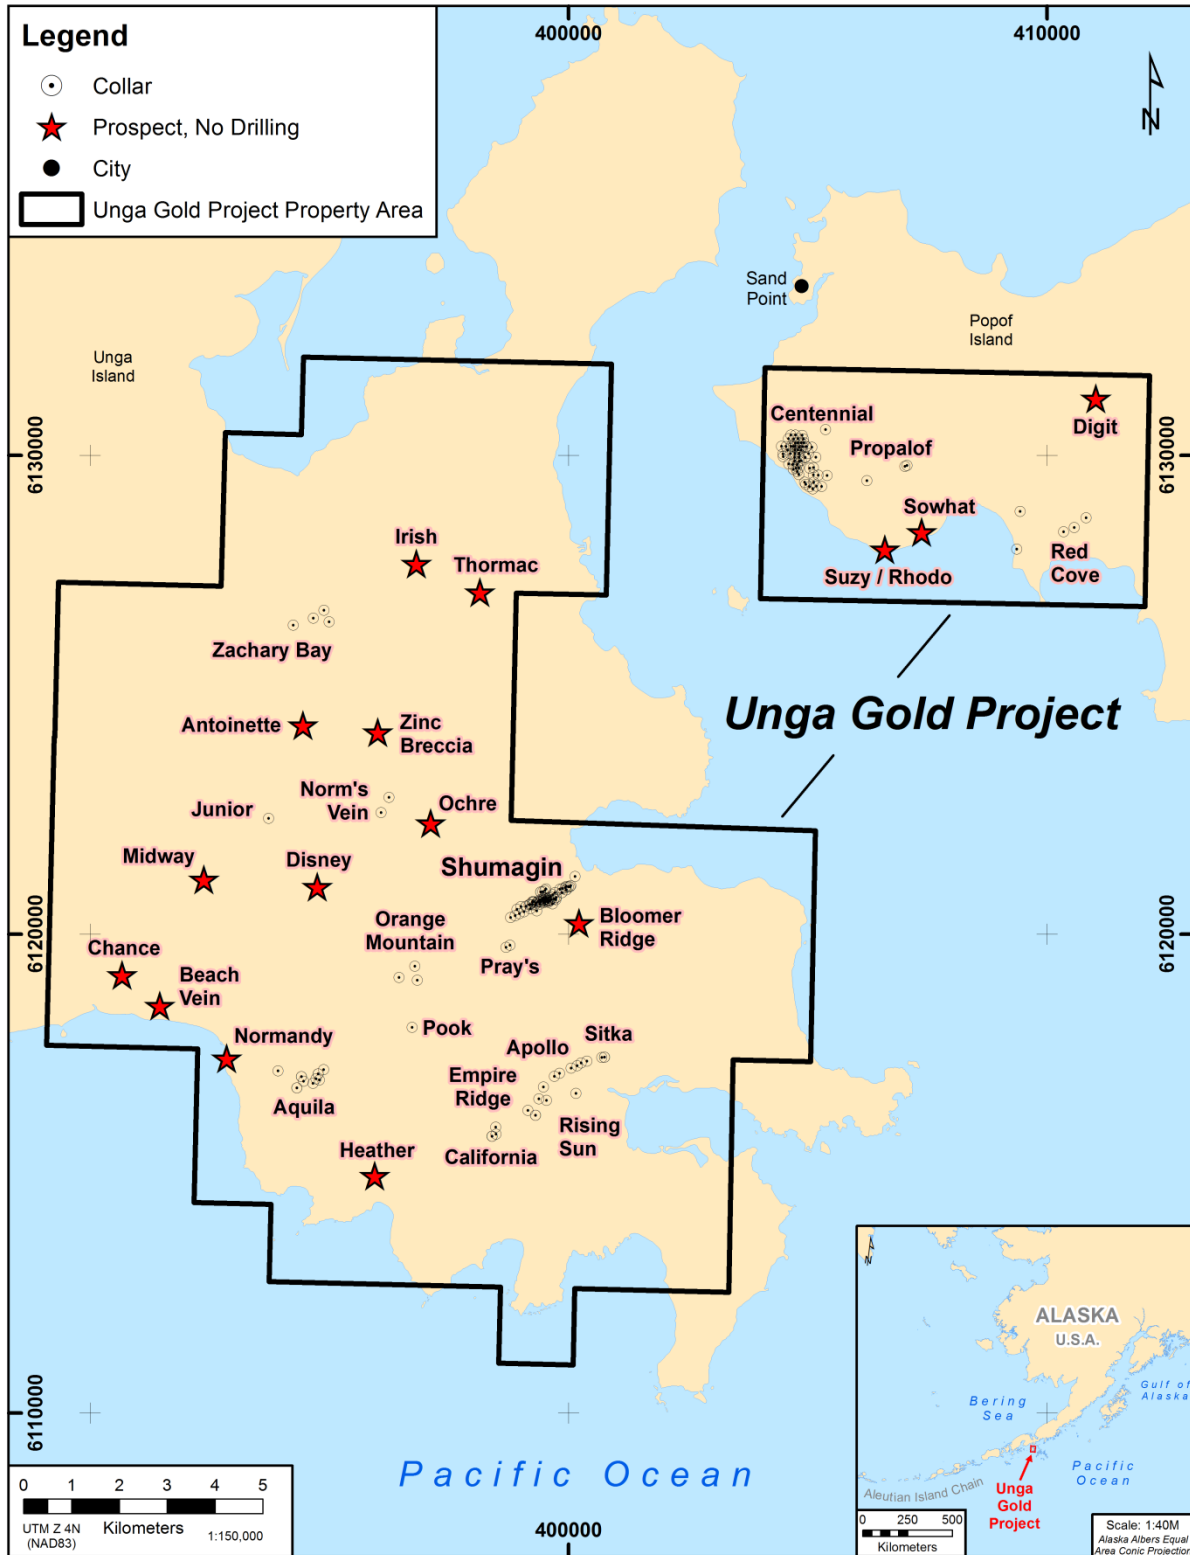 400000
410000
Legend
Collar
Prospect, No Drilling
City
Unga Gold Project Property Area
N
Sand
Point
Popof
Island
Unga
Island
6130000
6130000
Centennial
Digit
Propalof
Sowhat
Suzy / Rhodo
Red
Cove
Irish
Thormac
Zachary Bay
Unga Gold Project
Antoinette
Zinc
Breccia
Norm's
Vein
Junior
Ochre
Midway
Disney
Shumagin
Orange
Mountain
Bloomer
Ridge
6120000
6120000
Pray's
Chance
Beach
Vein
Normandy
Pook
Apollo
Sitka
Empire
Ridge
Aquila
Rising
Sun
California
Heather
6110000
Pacific Ocean
0 1 2 3 4 5
UTM Z 4N
(NAD83)
Kilometers
1:150,000
400000
N
ALASKA
U.S.A.
Gulf of
Alaska
Bering
Sea
Pacific
Ocean
Aleutian Island Chain
Unga
Gold
Project
0 250 500
Kilometers
Scale: 1:40M
Alaska Albers Equal
Area Conic Projection